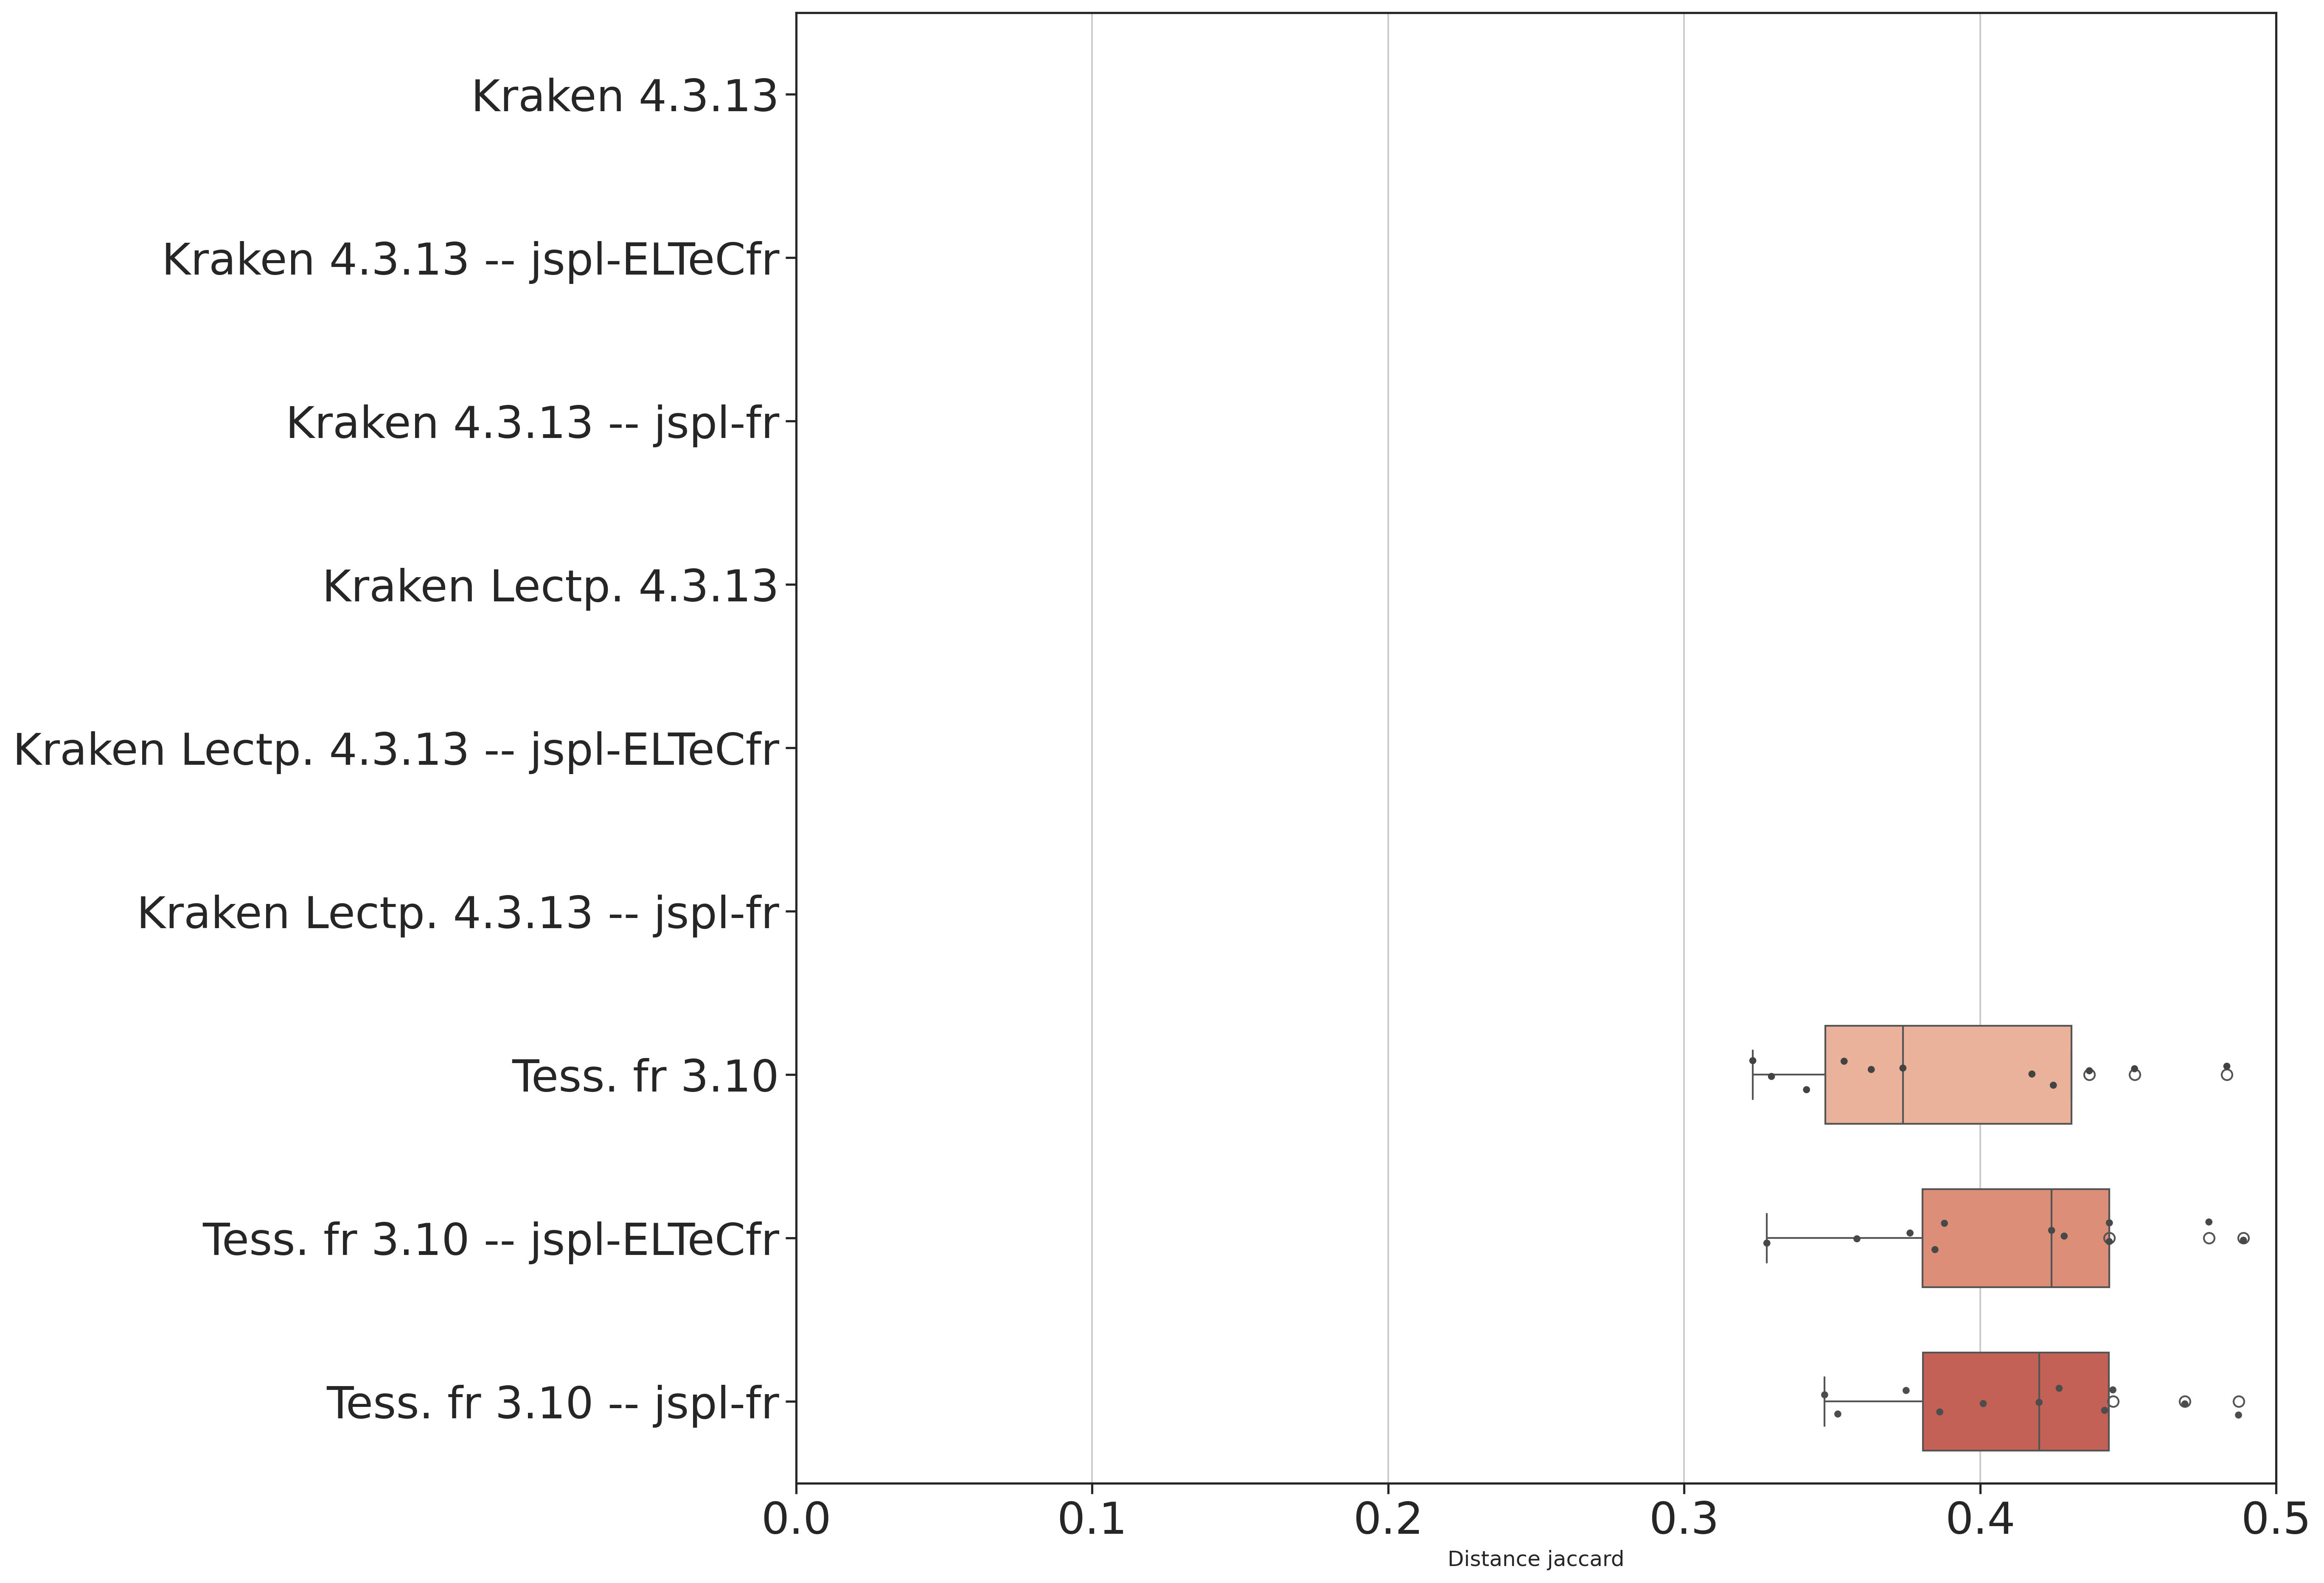 Kraken 4.3.13
Kraken 4.3.13 -- jspl-ELTeCfr
Kraken 4.3.13 -- jspl-fr
Kraken Lectp. 4.3.13
Kraken Lectp. 4.3.13 -- jspl-ELTeCfr
Kraken Lectp. 4.3.13 -- jspl-fr
Tess. fr 3.10
Tess. fr 3.10 -- jspl-ELTeCfr
Tess. fr 3.10 -- jspl-fr
0.0 0.1 0.2 0.3 0.4 0.5
Distance jaccard